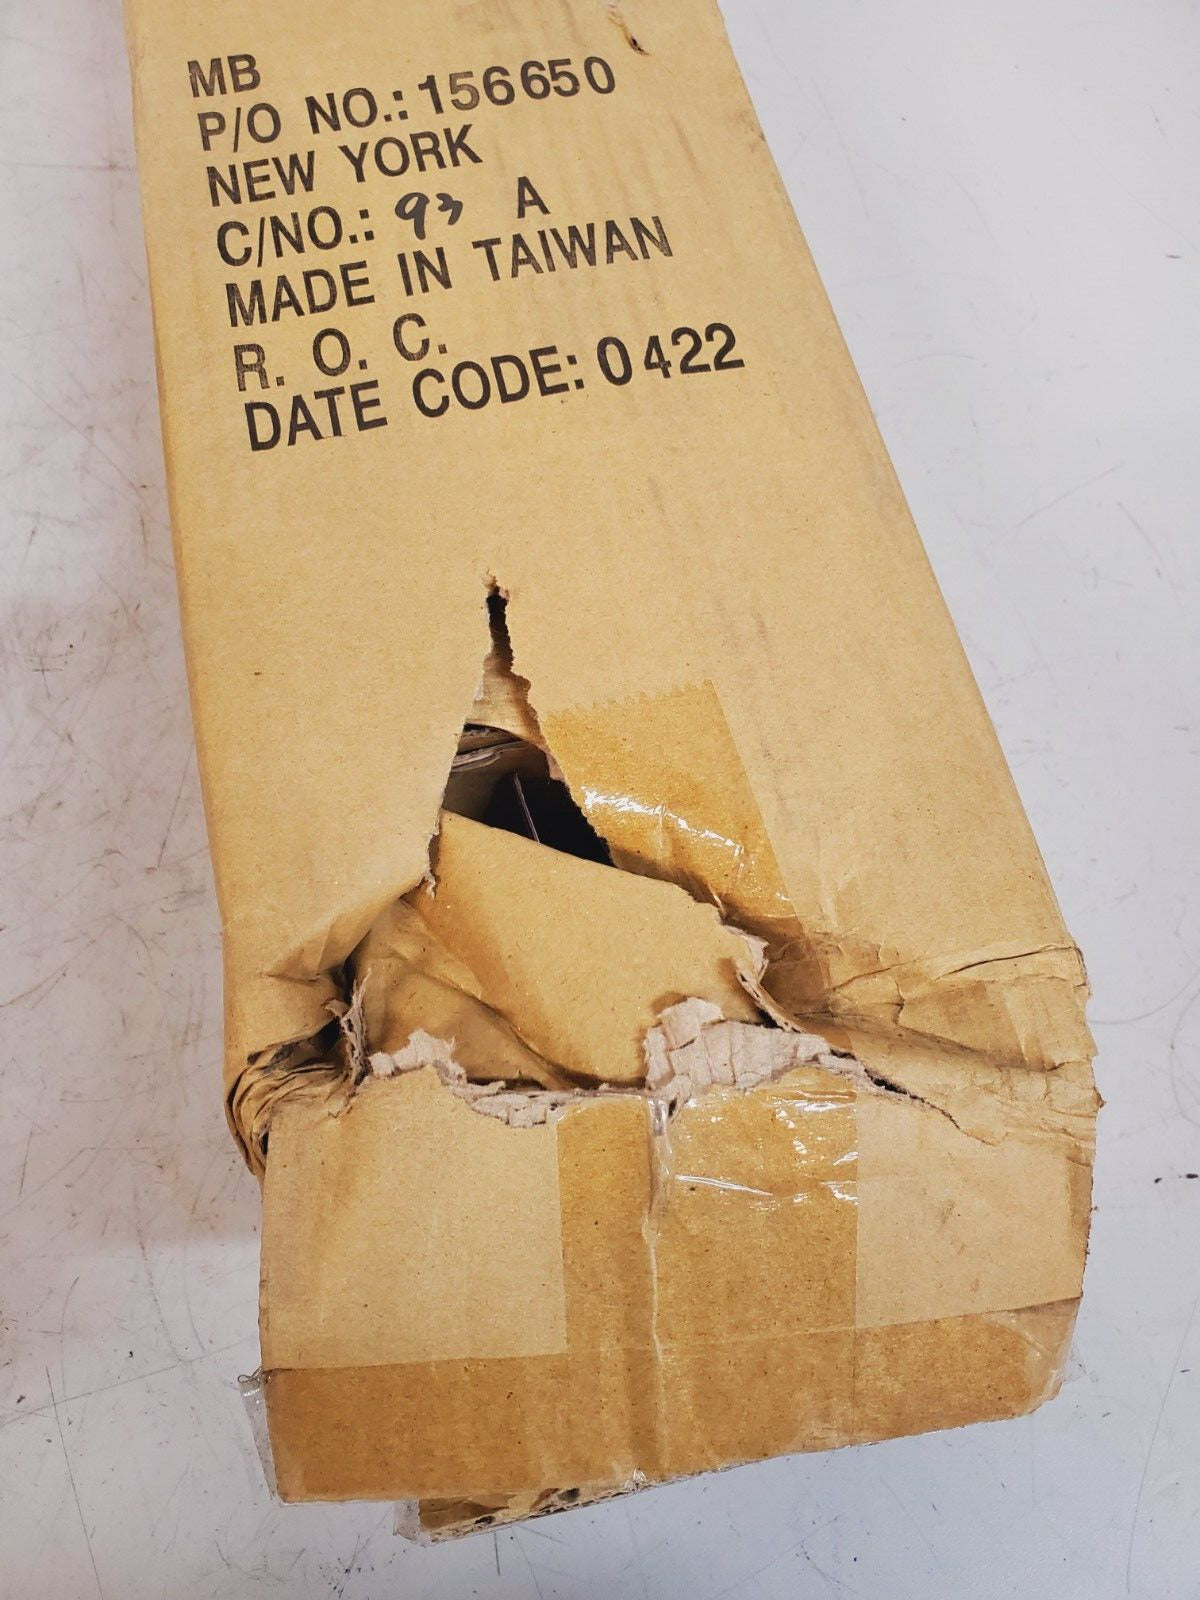 MB
P/O NO.: 156650
NEW YORK
C/NO.: 93 A
MADE IN TAIWAN
R. O. C.
DATE CODE: 0422